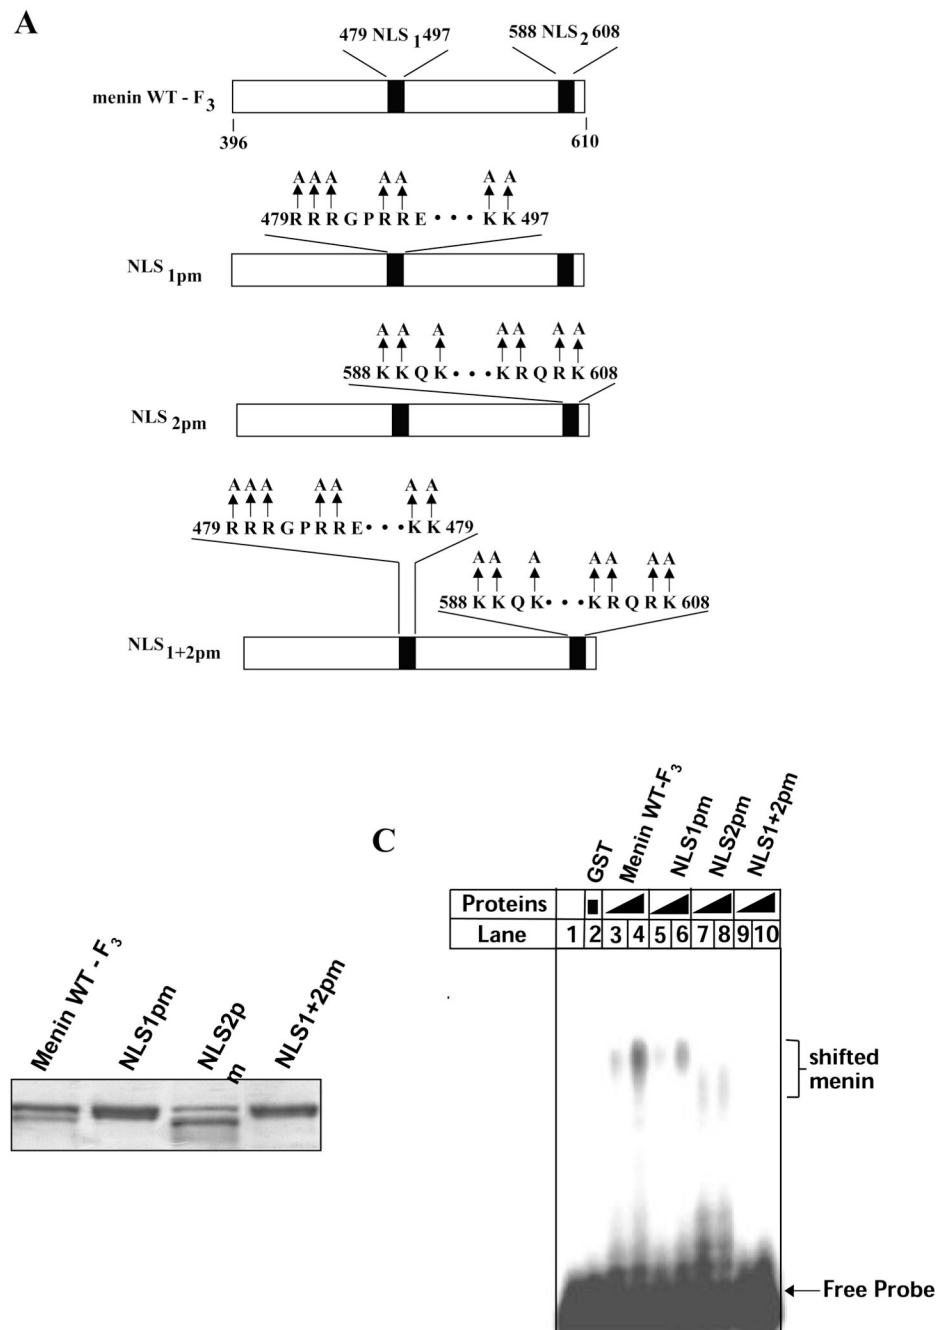 A
479 NLS 1 497
588 NLS 2 608
menin WT - F3
396
610
A A A A A A A
479 R R R G P R R E • • • K K 497
NLS 1pm
A A A A A A A
588 K K Q K • • • K R Q R K 608
NLS 2pm
A A A A A A A
479 R R R G P R R E • • • K K 479
A A A A A A A
588 K K Q K • • • K R Q R K 608
NLS 1+2pm
C
Menin WT - F3
NLS1pm
NLS2p
m
NLS1+2pm
GST
Menin WT-F3
NLS1pm
NLS2pm
NLS1+2pm
Proteins
Lane 1 2 3 4 5 6 7 8 9 10
shifted
menin
Free Probe